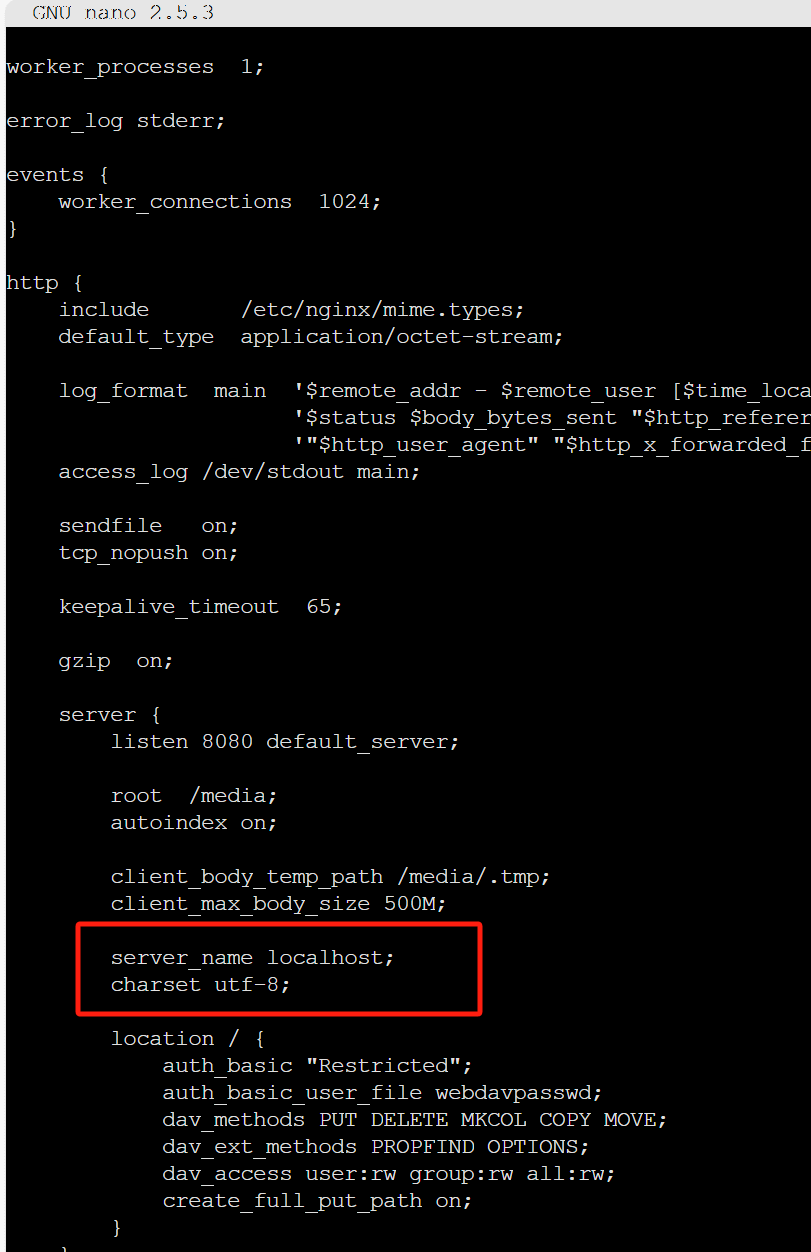 GNU nano 2.5.3
worker_processes  1;
error_log stderr;
events {
    worker_connections  1024;
}
http {
    include       /etc/nginx/mime.types;
    default_type  application/octet-stream;
    log_format  main  '$remote_addr - $remote_user [$time_loca
                      '$status $body_bytes_sent "$http_referer
                      '"$http_user_agent" "$http_x_forwarded_f
    access_log /dev/stdout main;
    sendfile   on;
    tcp_nopush on;
    keepalive_timeout  65;
    gzip  on;
    server {
        listen 8080 default_server;
        root  /media;
        autoindex on;
        client_body_temp_path /media/.tmp;
        client_max_body_size 500M;
        server_name localhost;
        charset utf-8;
        location / {
            auth_basic "Restricted";
            auth_basic_user_file webdavpasswd;
            dav_methods PUT DELETE MKCOL COPY MOVE;
            dav_ext_methods PROPFIND OPTIONS;
            dav_access user:rw group:rw all:rw;
            create_full_put_path on;
        }